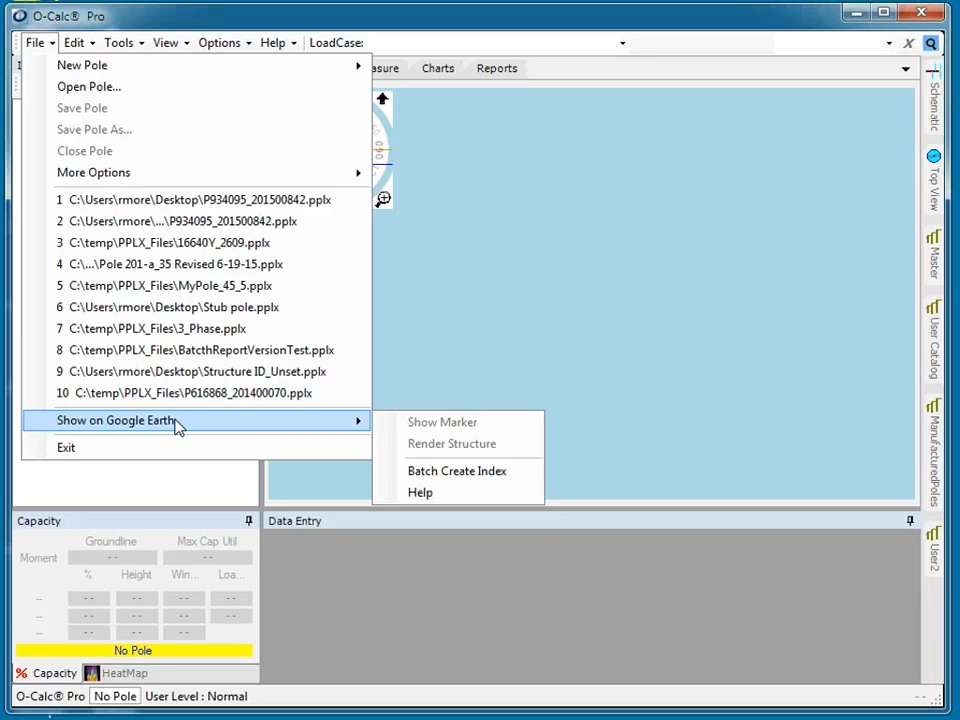 O-Calc® Pro
File Edit Tools View Options Help LoadCase:
asure Charts Reports
New Pole
Open Pole...
Save Pole
Save Pole As...
Close Pole
More Options
1 C:\Users\rmore\Desktop\P934095_201500842.pplx
2 C:\Users\rmore\...\P934095_201500842.pplx
3 C:\temp\PPLX_Files\16640Y_2609.pplx
4 C:\...\Pole 201-a_35 Revised 6-19-15.pplx
5 C:\temp\PPLX_Files\MyPole_45_5.pplx
6 C:\Users\rmore\Desktop\Stub pole.pplx
7 C:\temp\PPLX_Files\3_Phase.pplx
8 C:\temp\PPLX_Files\BatcthReportVersionTest.pplx
9 C:\Users\rmore\Desktop\Structure ID_Unset.pplx
10 C:\temp\PPLX_Files\P616868_201400070.pplx
Show on Google Earth
Exit
Show Marker
Render Structure
Batch Create Index
Help
090
Schematic
Top View
Master
User Catalog
ManufacturedPoles
User2
Capacity
Groundline Max Cap Util
Moment -- --
% Height Win... Loa...
-- -- -- -- --
-- -- -- -- --
-- -- -- --
No Pole
% Capacity HeatMap
Data Entry
O-Calc® Pro No Pole User Level : Normal --